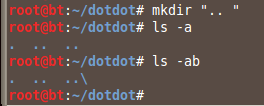 root@bt:~/dotdot# mkdir ".. "
root@bt:~/dotdot# ls -a
.  ..  ..
root@bt:~/dotdot# ls -ab
.  ..  ..\
root@bt:~/dotdot#